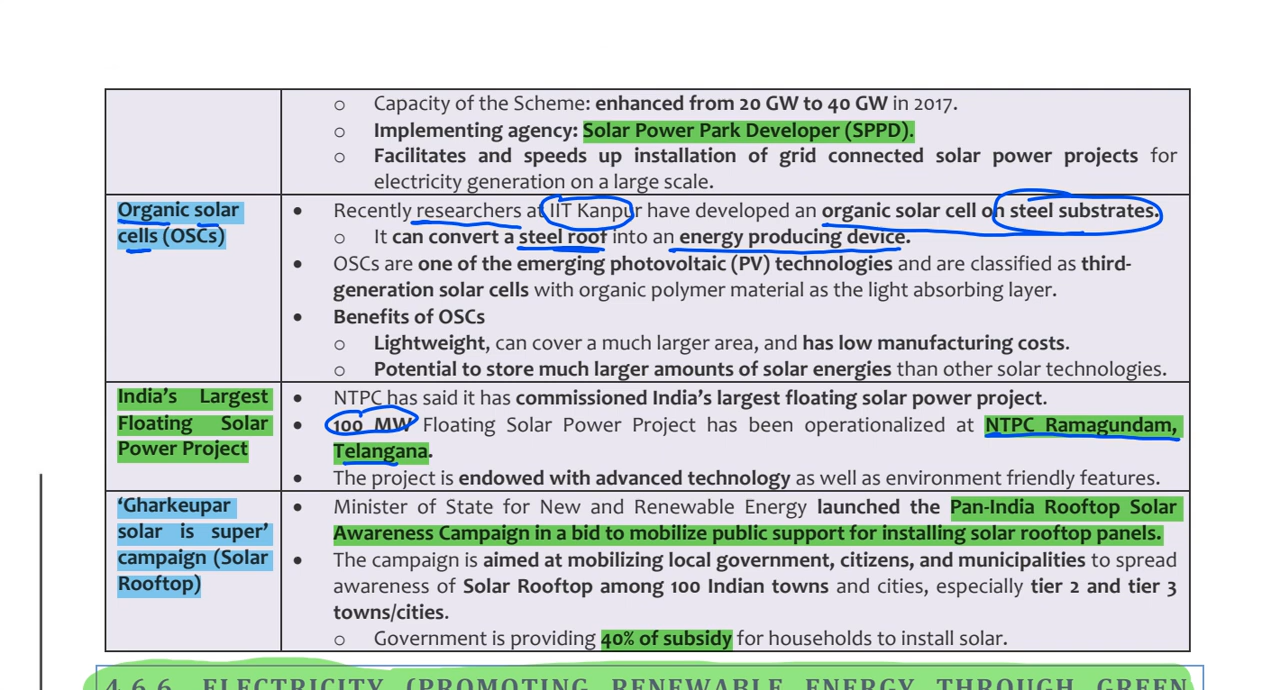 o Capacity of the Scheme: enhanced from 20 GW to 40 GW in 2017.
o Implementing agency: Solar Power Park Developer (SPPD).
o Facilitates and speeds up installation of grid connected solar power projects for
electricity generation on a large scale.
Organic solar
cells (OSCs)
• Recently researchers at IIT Kanpur have developed an organic solar cell on steel substrates.
o It can convert a steel roof into an energy producing device.
• OSCs are one of the emerging photovoltaic (PV) technologies and are classified as third-
generation solar cells with organic polymer material as the light absorbing layer.
• Benefits of OSCs
o Lightweight, can cover a much larger area, and has low manufacturing costs.
o Potential to store much larger amounts of solar energies than other solar technologies.
India's Largest
Floating Solar
Power Project
• NTPC has said it has commissioned India's largest floating solar power project.
• 100 MW Floating Solar Power Project has been operationalized at NTPC Ramagundam,
Telangana.
• The project is endowed with advanced technology as well as environment friendly features.
'Gharkeupar
solar is super'
campaign (Solar
Rooftop)
• Minister of State for New and Renewable Energy launched the Pan-India Rooftop Solar
Awareness Campaign in a bid to mobilize public support for installing solar rooftop panels.
• The campaign is aimed at mobilizing local government, citizens, and municipalities to spread
awareness of Solar Rooftop among 100 Indian towns and cities, especially tier 2 and tier 3
towns/cities.
o Government is providing 40% of subsidy for households to install solar.
4.6.6. ELECTRICITY (PROMOTING RENEWABLE ENERGY THROUGH GREEN